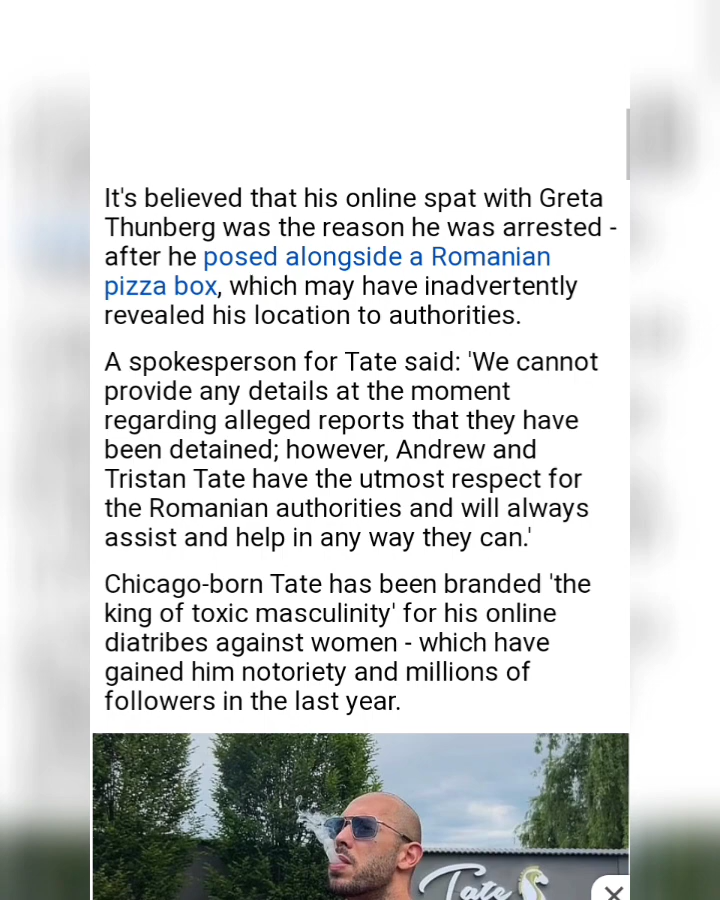 It's believed that his online spat with Greta
Thunberg was the reason he was arrested -
after he posed alongside a Romanian
pizza box, which may have inadvertently
revealed his location to authorities.
A spokesperson for Tate said: 'We cannot
provide any details at the moment
regarding alleged reports that they have
been detained; however, Andrew and
Tristan Tate have the utmost respect for
the Romanian authorities and will always
assist and help in any way they can.'
Chicago-born Tate has been branded 'the
king of toxic masculinity' for his online
diatribes against women - which have
gained him notoriety and millions of
followers in the last year.
Tate